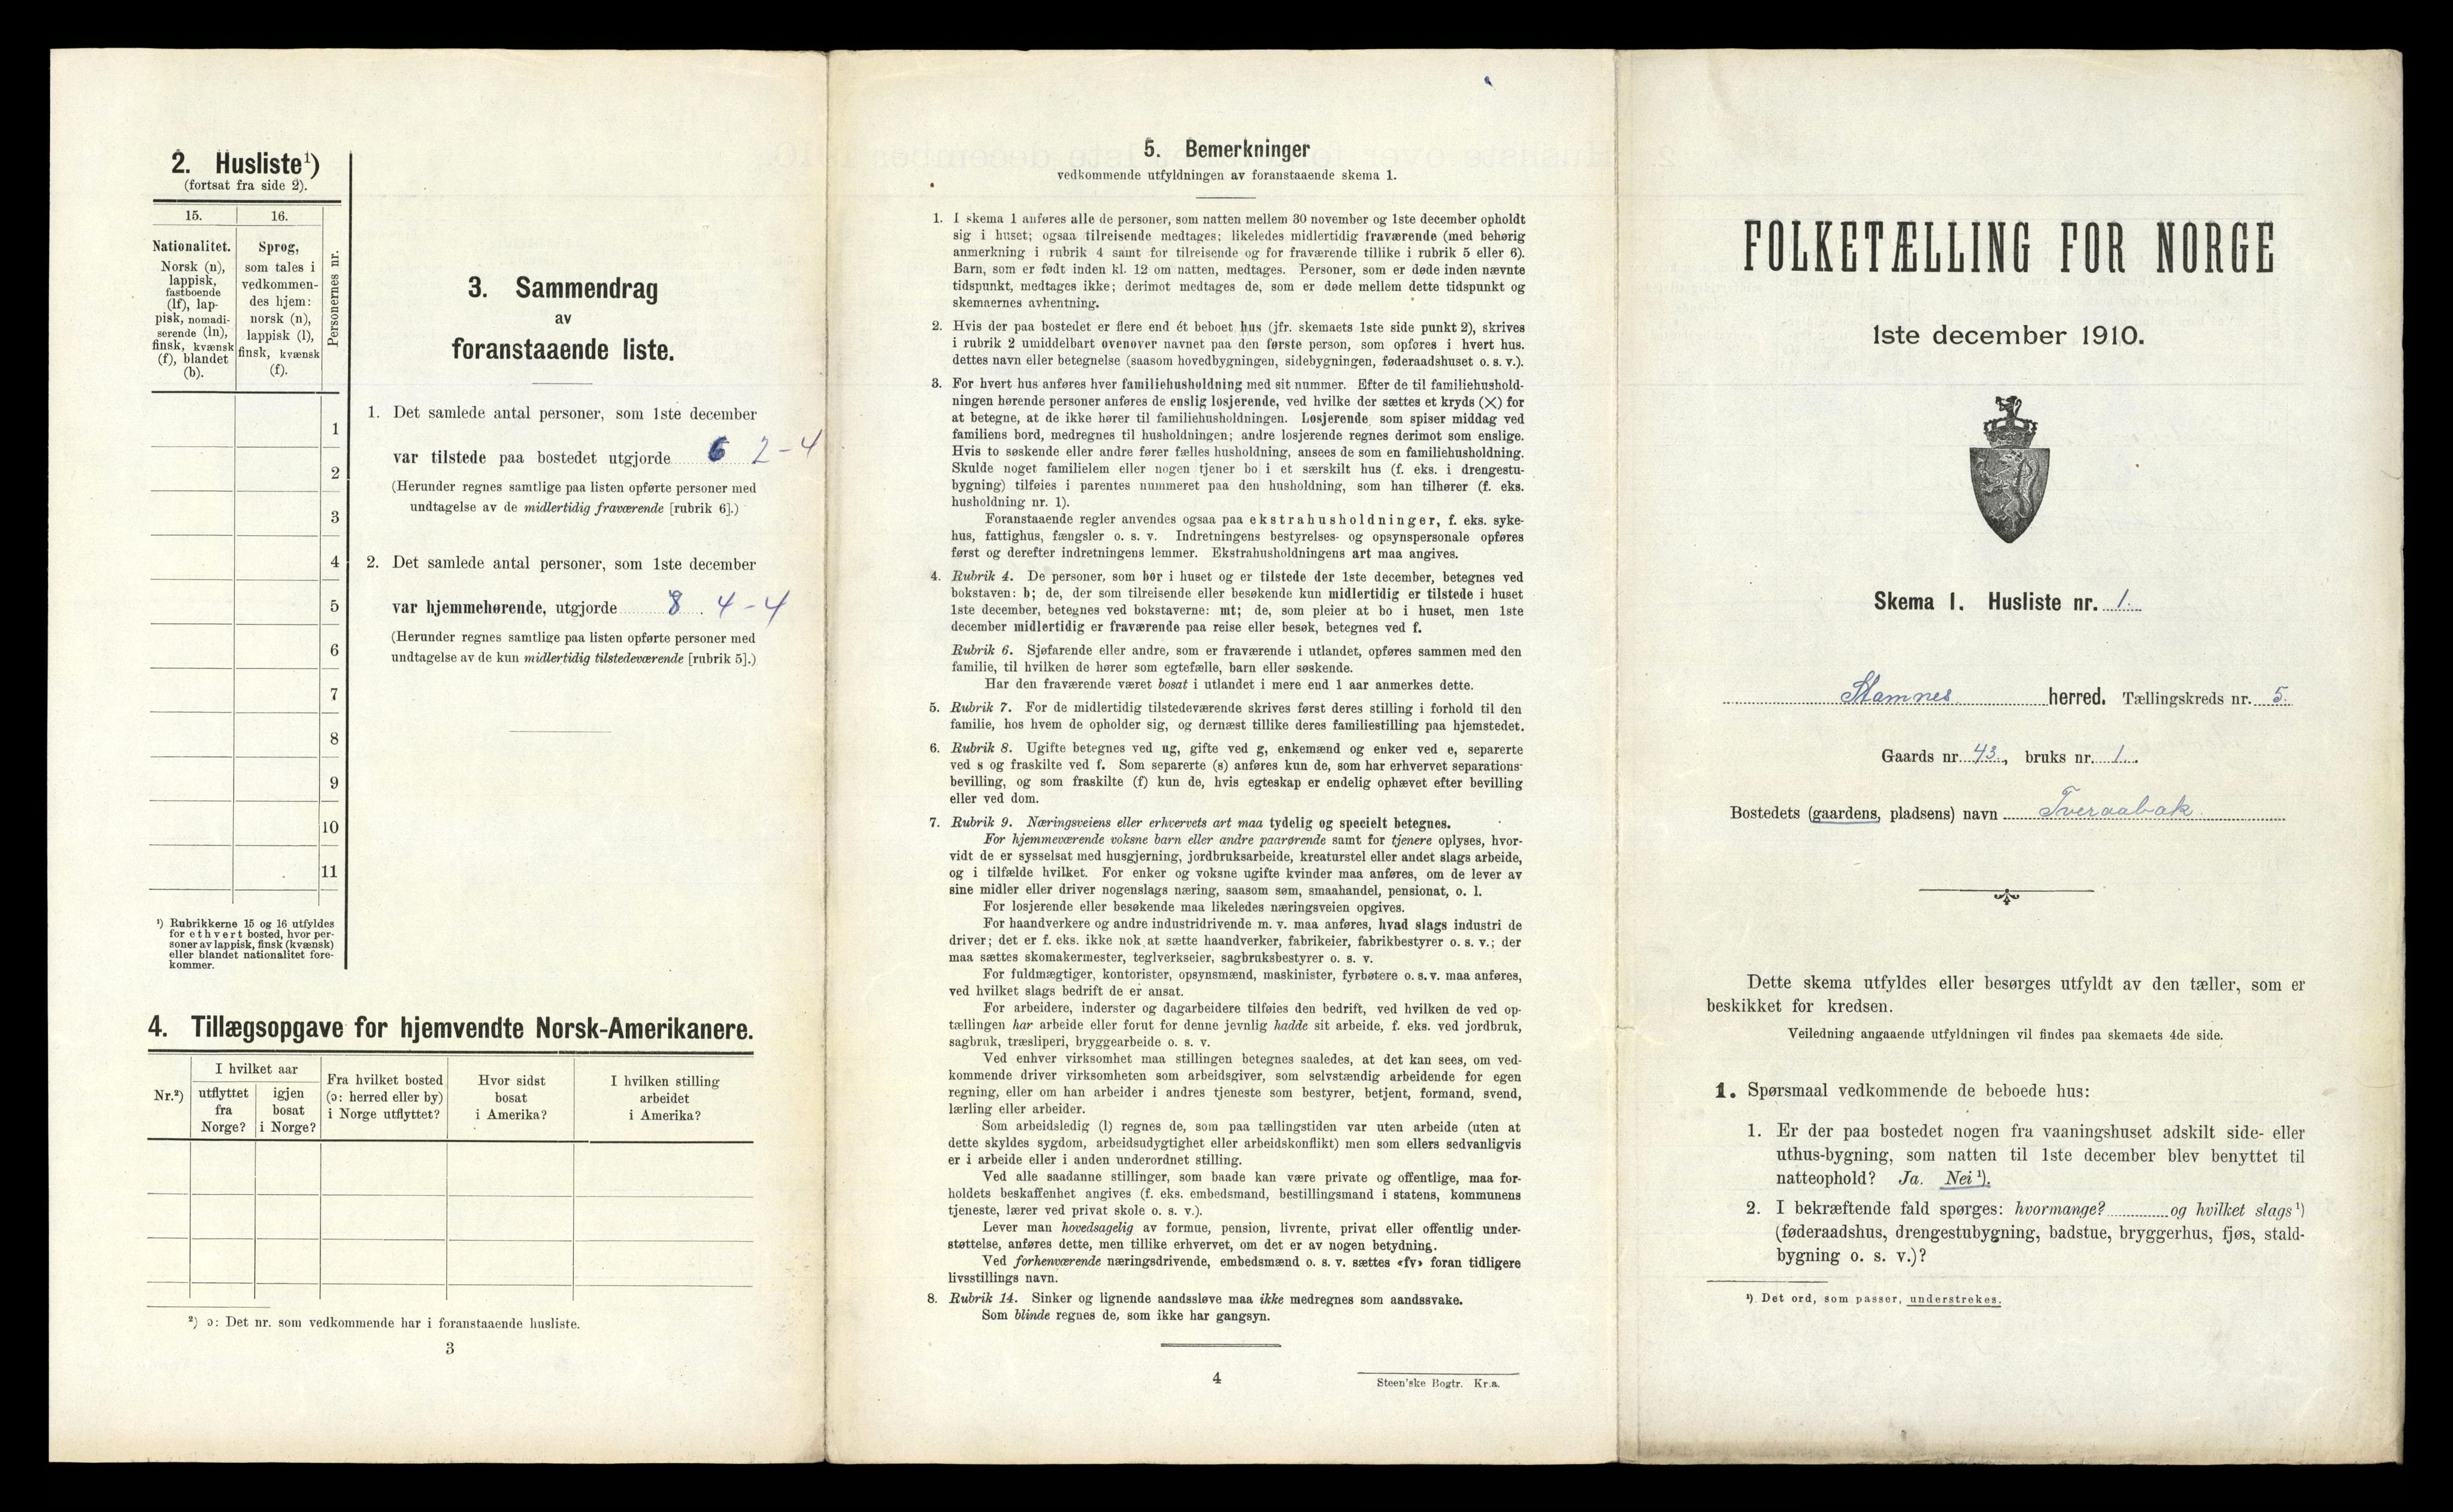 2. Husliste¹)
(fortsat fra side 2).
15.
16.
Personernes nr.
Nationalitet.
Norsk (n),
lappisk,
fastboende
(lf), lap-
pisk, nomadi-
serende (ln),
finsk, kvænsk
(f), blandet
(b).
Sprog,
som tales i
vedkommen-
des hjem:
norsk (n),
lappisk (l),
finsk, kvænsk
(f).
1
2
3
4
5
6
7
8
9
10
11
¹) Rubrikkerne 15 og 16 utfyldes
for ethvert bosted, hvor per-
soner av lappisk, finsk (kvænsk)
eller blandet nationalitet fore-
kommer.
3. Sammendrag
av
foranstaaende liste.
1. Det samlede antal personer, som 1ste december
var tilstede paa bostedet utgjorde 6 2-4
(Herunder regnes samtlige paa listen opførte personer med
undtagelse av de midlertidig fraværende [rubrik 6].)
2. Det samlede antal personer, som 1ste december
var hjemmehørende, utgjorde 8 4-4
(Herunder regnes samtlige paa listen opførte personer med
undtagelse av de kun midlertidig tilstedeværende [rubrik 5].)
4. Tillægsopgave for hjemvendte Norsk-Amerikanere.
Nr.²)
I hvilket aar
utflyttet
fra
Norge?
igjen
bosat
i Norge?
Fra hvilket bosted
(ɔ: herred eller by)
i Norge utflyttet?
Hvor sidst
bosat
i Amerika?
I hvilken stilling
arbeidet
i Amerika?
²) ɔ: Det nr. som vedkommende har i foranstaaende husliste.
3
5. Bemerkninger
vedkommende utfyldningen av foranstaaende skema 1.
1. I skema 1 anføres alle de personer, som natten mellem 30 november og 1ste december opholdt
sig i huset; ogsaa tilreisende medtages; likeledes midlertidig fraværende (med behørig
anmerkning i rubrik 4 samt for tilreisende og for fraværende tillike i rubrik 5 eller 6).
Barn, som er født inden kl. 12 om natten, medtages. Personer, som er døde inden nævnte
tidspunkt, medtages ikke; derimot medtages de, som er døde mellem dette tidspunkt og
skemaernes avhentning.
2. Hvis der paa bostedet er flere end ét beboet hus (jfr. skemaets 1ste side punkt 2), skrives
i rubrik 2 umiddelbart ovenover navnet paa den første person, som opføres i hvert hus.
dettes navn eller betegnelse (saasom hovedbygningen, sidebygningen, føderaadshuset o. s. v.).
3. For hvert hus anføres hver familiehusholdning med sit nummer. Efter de til familiehushold-
ningen hørende personer anføres de enslig losjerende, ved hvilke der sættes et kryds (×) for
at betegne, at de ikke hører til familiehusholdningen. Losjerende som spiser middag ved
familiens bord, medregnes til husholdningen; andre losjerende regnes derimot som enslige.
Hvis to søskende eller andre fører fælles husholdning, ansees de som en familiehusholdning.
Skulde noget familielem eller nogen tjener bo i et særskilt hus (f. eks. i drengestu-
bygning) tilføies i parentes nummeret paa den husholdning, som han tilhører (f. eks.
husholdning nr. 1).
Foranstaaende regler anvendes ogsaa paa ekstrahusholdninger, f. eks. syke-
hus, fattighus, fængsler o. s. v. Indretningens bestyrelses- og opsynspersonale opføres
først og derefter indretningens lemmer. Ekstrahusholdningens art maa angives.
4. Rubrik 4. De personer, som bor i huset og er tilstede der 1ste december, betegnes ved
bokstaven: b; de, der som tilreisende eller besøkende kun midlertidig er tilstede i huset
1ste december, betegnes ved bokstaverne: mt; de, som pleier at bo i huset, men 1ste
december midlertidig er fraværende paa reise eller besøk, betegnes ved f.
Rubrik 6. Sjøfarende eller andre, som er fraværende i utlandet, opføres sammen med den
familie, til hvilken de hører som egtefælle, barn eller søskende.
Har den fraværende været bosat i utlandet i mere end 1 aar anmerkes dette.
5. Rubrik 7. For de midlertidig tilstedeværende skrives først deres stilling i forhold til den
familie, hos hvem de opholder sig, og dernæst tillike deres familiestilling paa hjemstedet.
6. Rubrik 8. Ugifte betegnes ved ug, gifte ved g, enkemænd og enker ved e, separerte
ved s og fraskilte ved f. Som separerte (s) anføres kun de, som har erhvervet separations-
bevilling, og som fraskilte (f) kun de, hvis egteskap er endelig ophævet efter bevilling
eller ved dom.
7. Rubrik 9. Næringsveiens eller erhvervets art maa tydelig og specielt betegnes.
For hjemmeværende voksne barn eller andre paarørende samt for tjenere oplyses, hvor-
vidt de er sysselsat med husgjerning, jordbruksarbeide, kreaturstel eller andet slags arbeide,
og i tilfælde hvilket. For enker og voksne ugifte kvinder maa anføres, om de lever av
sine midler eller driver nogenslags næring, saasom søm, smaahandel, pensionat, o. l.
For losjerende eller besøkende maa likeledes næringsveien opgives.
For haandverkere og andre industridrivende m. v. maa anføres, hvad slags industri de
driver; det er f. eks. ikke nok at sætte haandverker, fabrikeier, fabrikbestyrer o. s. v.; der
maa sættes skomakermester, teglverkseier, sagbruksbestyrer o. s. v.
For fuldmægtiger, kontorister, opsynsmænd, maskinister, fyrbøtere o. s. v. maa anføres,
ved hvilket slags bedrift de er ansat.
For arbeidere, inderster og dagarbeidere tilføies den bedrift, ved hvilken de ved op-
tællingen har arbeide eller forut for denne jevnlig hadde sit arbeide, f. eks. ved jordbruk,
sagbruk, træsliperi, bryggearbeide o. s. v.
Ved enhver virksomhet maa stillingen betegnes saaledes, at det kan sees, om ved-
kommende driver virksomheten som arbeidsgiver, som selvstændig arbeidende for egen
regning, eller om han arbeider i andres tjeneste som bestyrer, betjent, formand, svend,
lærling eller arbeider.
Som arbeidsledig (l) regnes de, som paa tællingstiden var uten arbeide (uten at
dette skyldes sygdom, arbeidsudygtighet eller arbeidskonflikt) men som ellers sedvanligvis
er i arbeide eller i anden underordnet stilling.
Ved alle saadanne stillinger, som baade kan være private og offentlige, maa for-
holdets beskaffenhet angives (f. eks. embedsmand, bestillingsmand i statens, kommunens
tjeneste, lærer ved privat skole o. s. v.).
Lever man hovedsagelig av formue, pension, livrente, privat eller offentlig under-
støttelse, anføres dette, men tillike erhvervet, om det er av nogen betydning.
Ved forhenværende næringsdrivende, embedsmænd o. s. v. sættes «fv» foran tidligere
livsstillings navn.
8. Rubrik 14. Sinker og lignende aandssløve maa ikke medregnes som aandssvake.
Som blinde regnes de, som ikke har gangsyn.
4
Steen'ske Bogtr. Kr.a.
FOLKETÆLLING FOR NORGE
1ste december 1910.
Skema 1. Husliste nr. 1.
Stamnes herred. Tællingskreds nr. 5.
Gaards nr. 43., bruks nr. 1.
Bostedets (gaardens, pladsens) navn Tveraabak.
Dette skema utfyldes eller besørges utfyldt av den tæller, som er
beskikket for kredsen.
Veiledning angaaende utfyldningen vil findes paa skemaets 4de side.
1. Spørsmaal vedkommende de beboede hus:
1. Er der paa bostedet nogen fra vaaningshuset adskilt side- eller
uthus-bygning, som natten til 1ste december blev benyttet til
natteophold? Ja. Nei ¹).
2. I bekræftende fald spørges: hvormange? og hvilket slags ¹)
(føderaadshus, drengestubygning, badstue, bryggerhus, fjøs, stald-
bygning o. s. v.)?
¹) Det ord, som passer, understrekes.